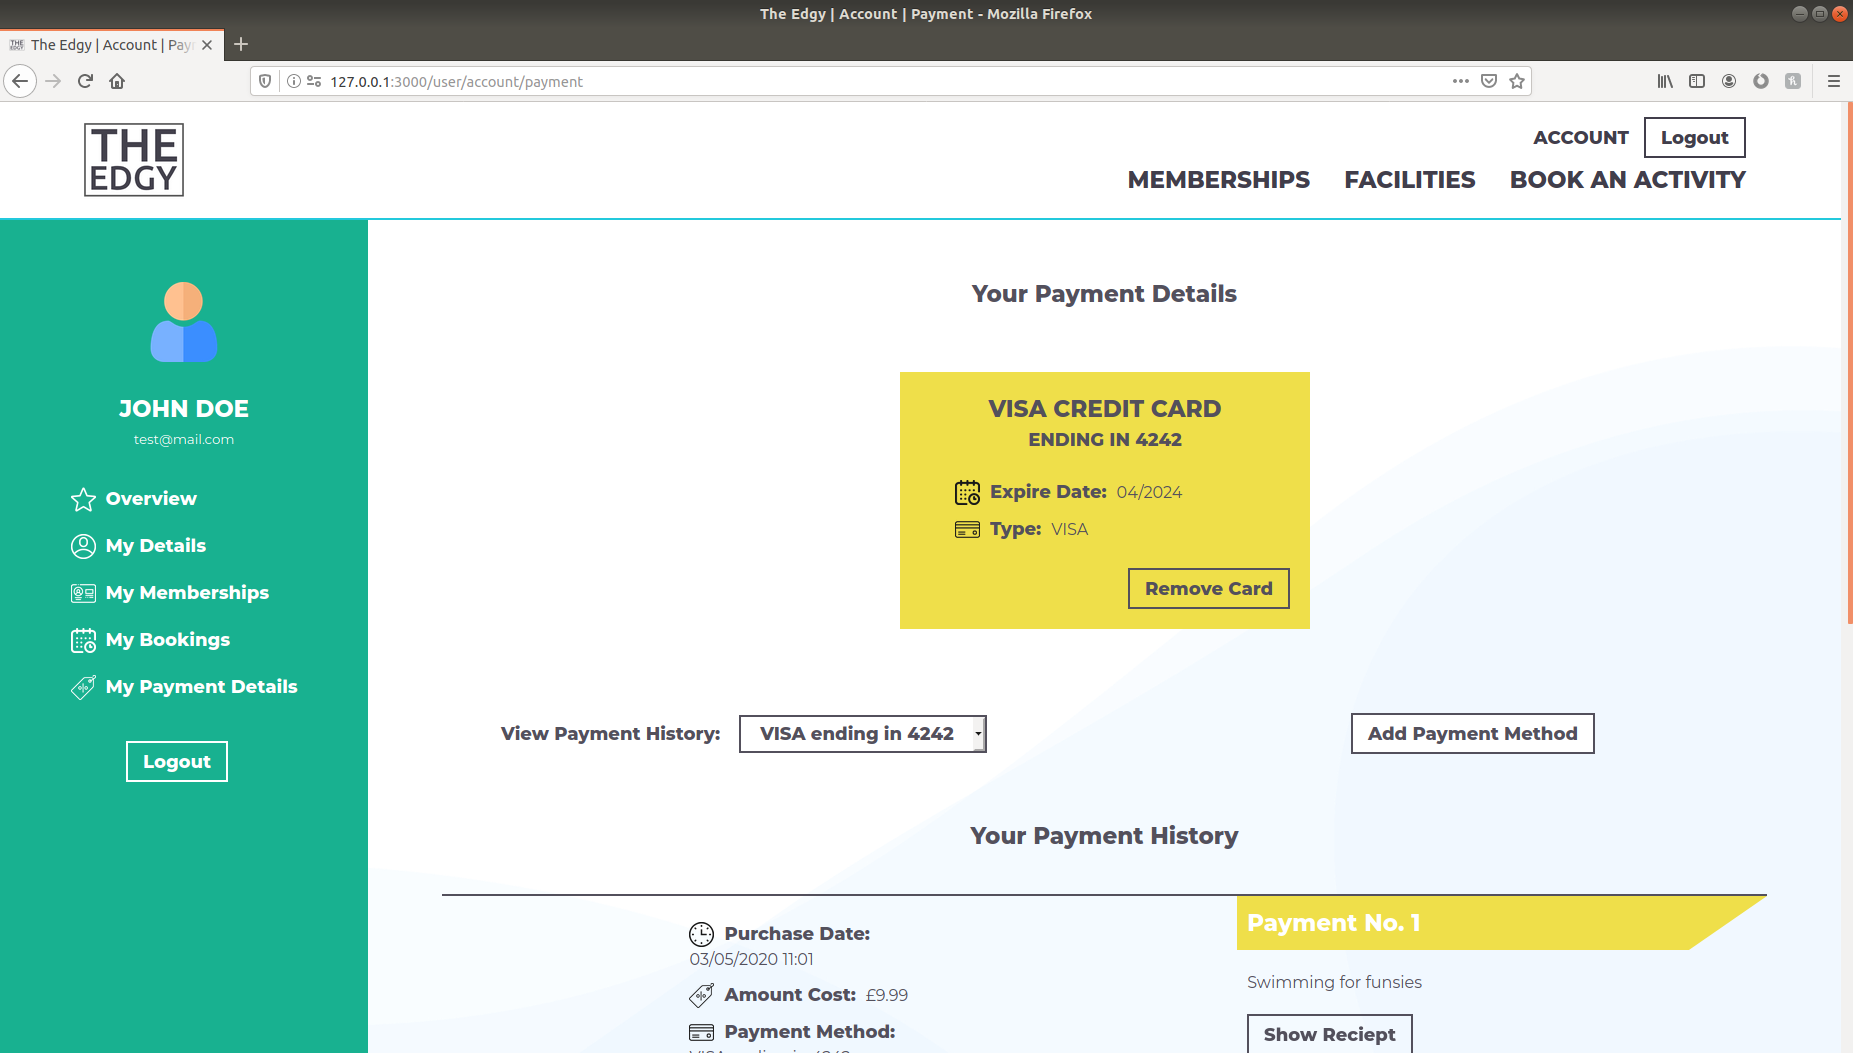 The Edgy | Account | Payment - Mozilla Firefox
The Edgy | Account | Pay
127.0.0.1:3000/user/account/payment
THE
EDGY
ACCOUNT
Logout
MEMBERSHIPS
FACILITIES
BOOK AN ACTIVITY
JOHN DOE
test@mail.com
Overview
My Details
My Memberships
My Bookings
My Payment Details
Logout
Your Payment Details
VISA CREDIT CARD
ENDING IN 4242
Expire Date: 04/2024
Type: VISA
Remove Card
View Payment History:
VISA ending in 4242
Add Payment Method
Your Payment History
Purchase Date:
03/05/2020 11:01
Amount Cost: £9.99
Payment Method:
Payment No. 1
Swimming for funsies
Show Reciept